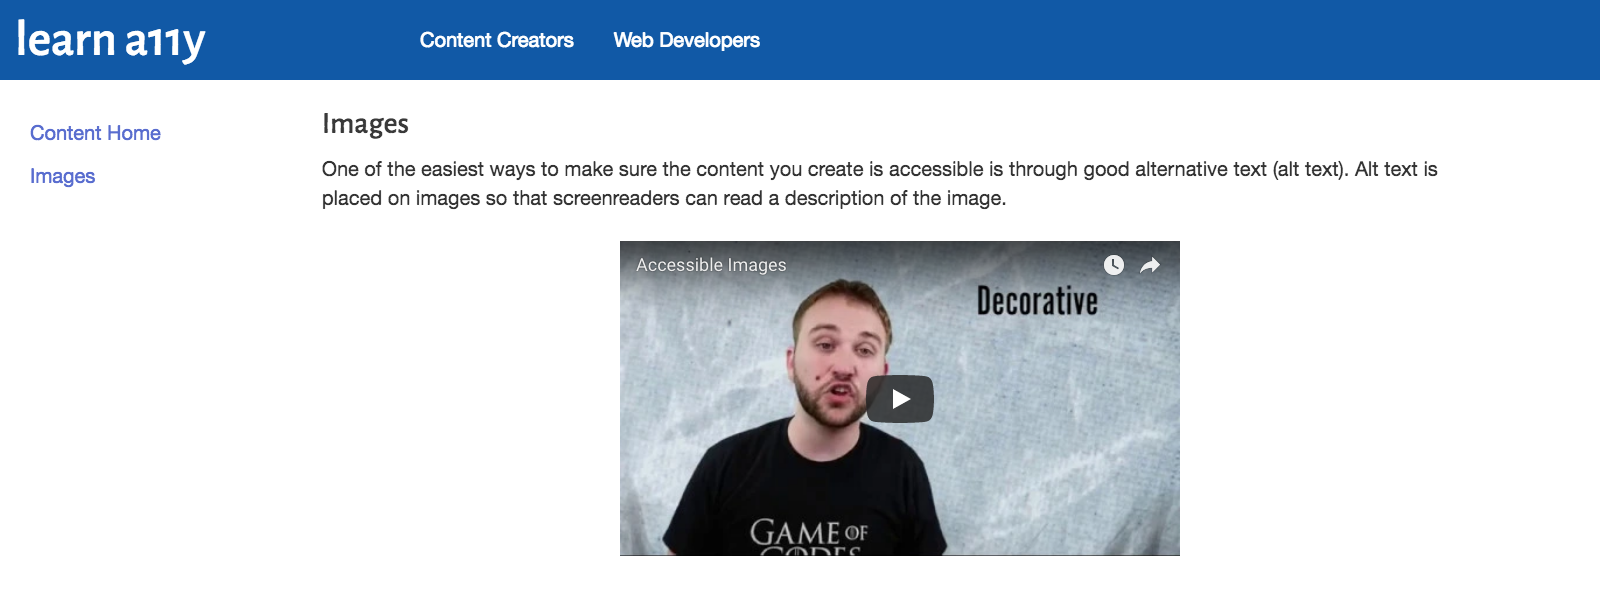 learn a11y
Content Creators
Web Developers
Content Home
Images
Images
One of the easiest ways to make sure the content you create is accessible is through good alternative text (alt text). Alt text is
placed on images so that screenreaders can read a description of the image.
Accessible Images
Decorative
GAME OF
CODES